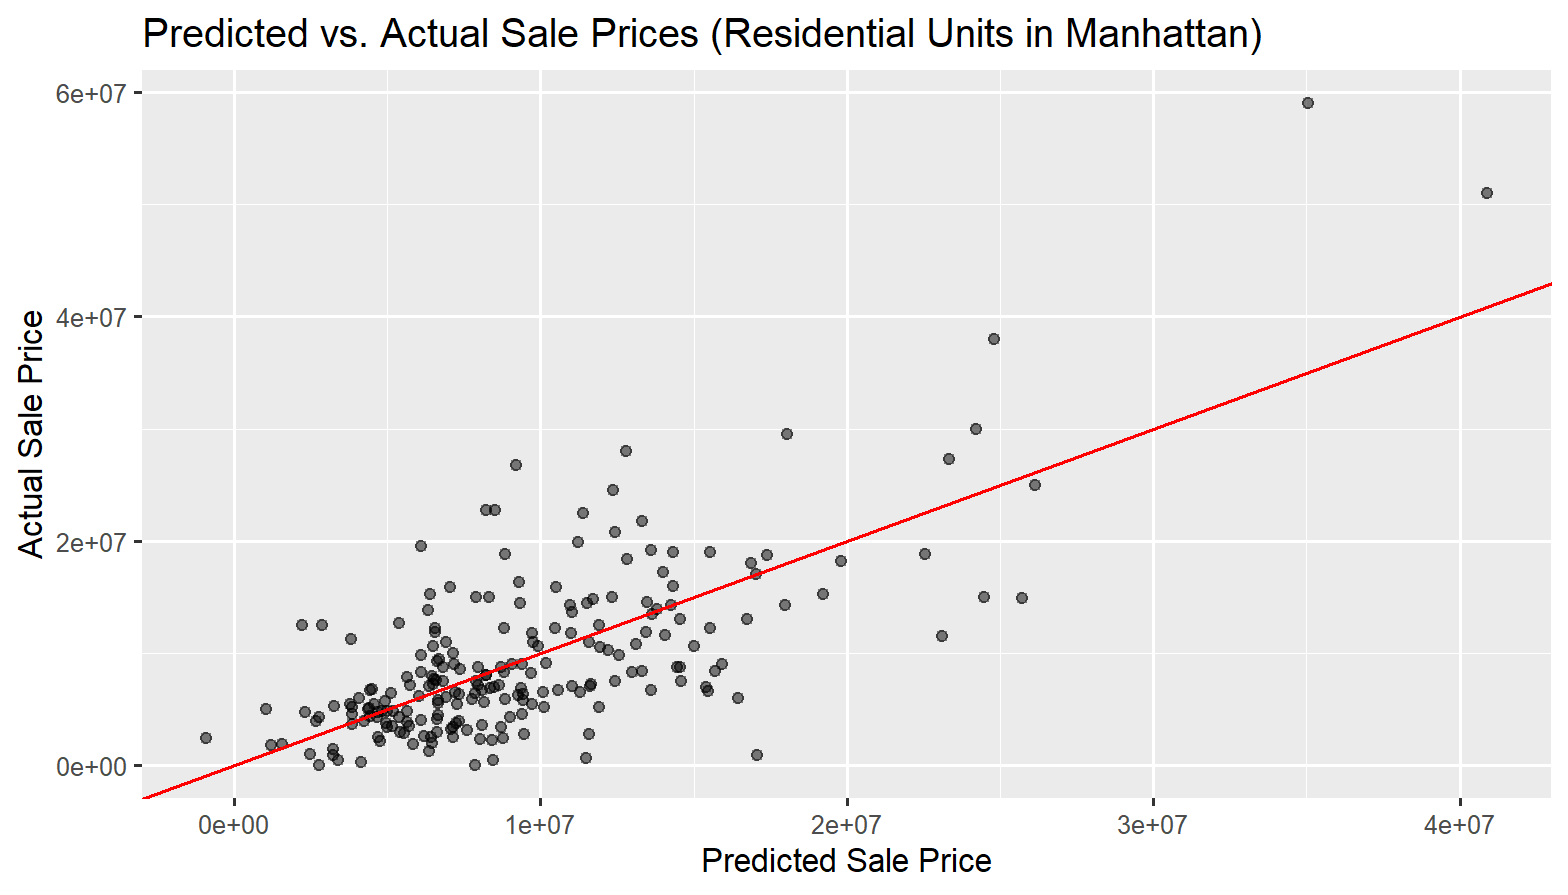 Predicted vs. Actual Sale Prices (Residential Units in Manhattan)
6e+07
4e+07
2e+07
0e+00
Actual Sale Price
0e+00
1e+07
2e+07
3e+07
4e+07
Predicted Sale Price